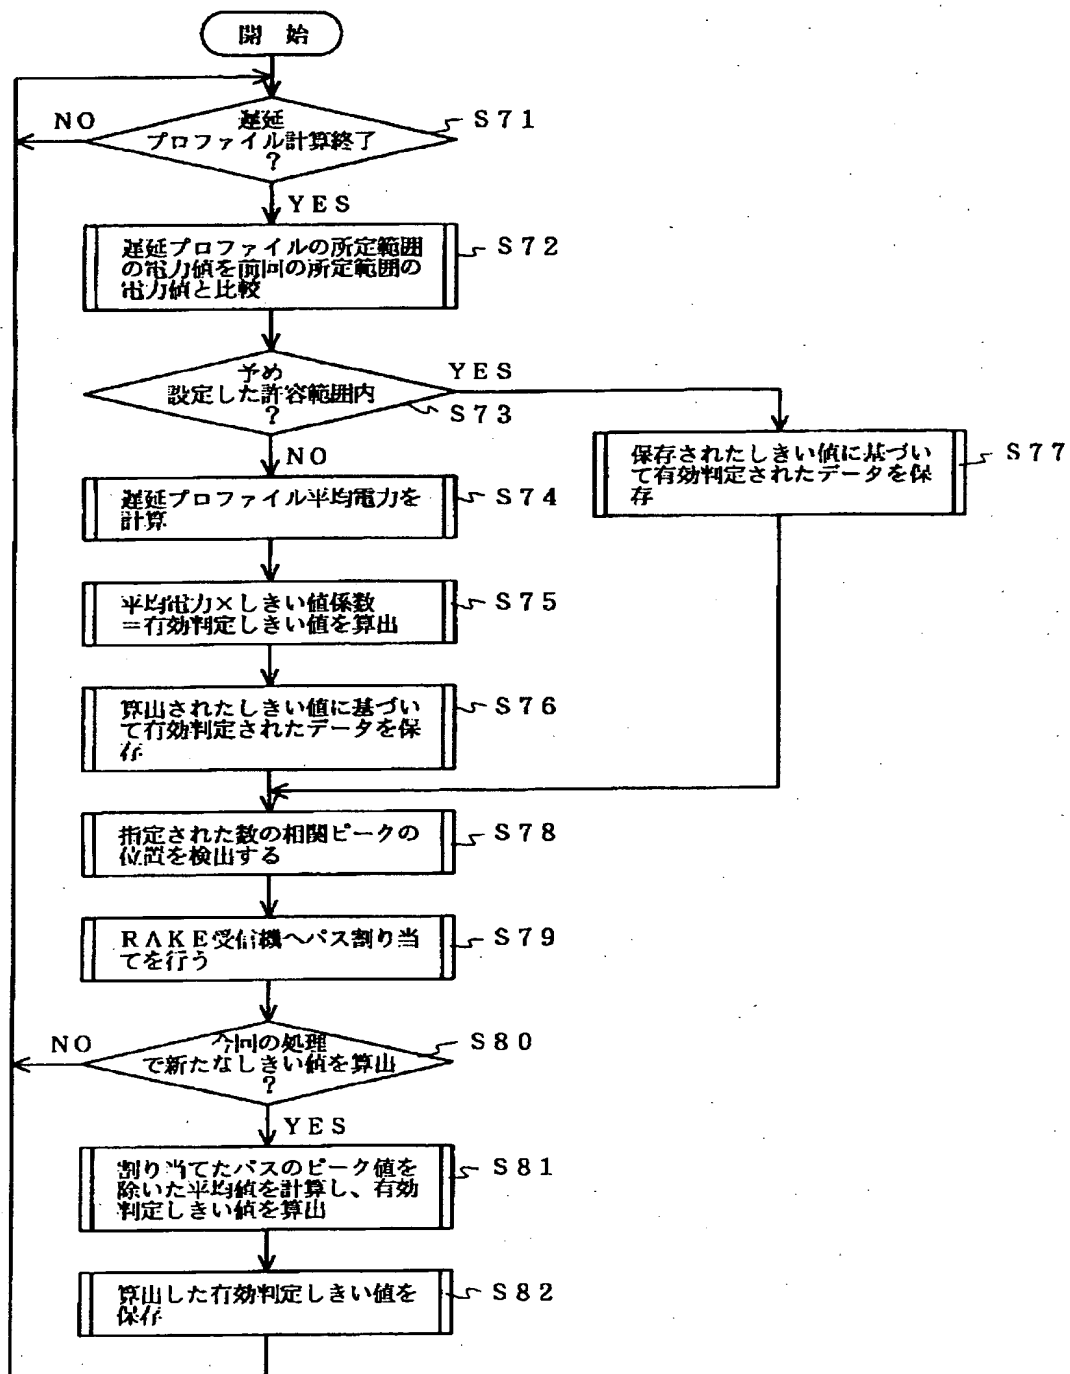 開 始
NO
遅延
プロファイル計算終了
?
S71
YES
遅延プロファイルの所定範囲
の電力値を前回の所定範囲の
電力値と比較
S72
予め
設定した許容範囲内
?
YES
S73
NO
保存されたしきい値に基づい
て有効判定されたデータを保
存
S77
遅延プロファイル平均電力を
計算
S74
平均電力×しきい値係数
=有効判定しきい値を算出
S75
算出されたしきい値に基づい
て有効判定されたデータを保
存
S76
指定された数の相関ピークの
位置を検出する
S78
RAKE受信機へパス割り当
てを行う
S79
NO
今回の処理
で新たなしきい値を算出
?
S80
YES
割り当てたパスのピーク値を
除いた平均値を計算し、有効
判定しきい値を算出
S81
算出した有効判定しきい値を
保存
S82